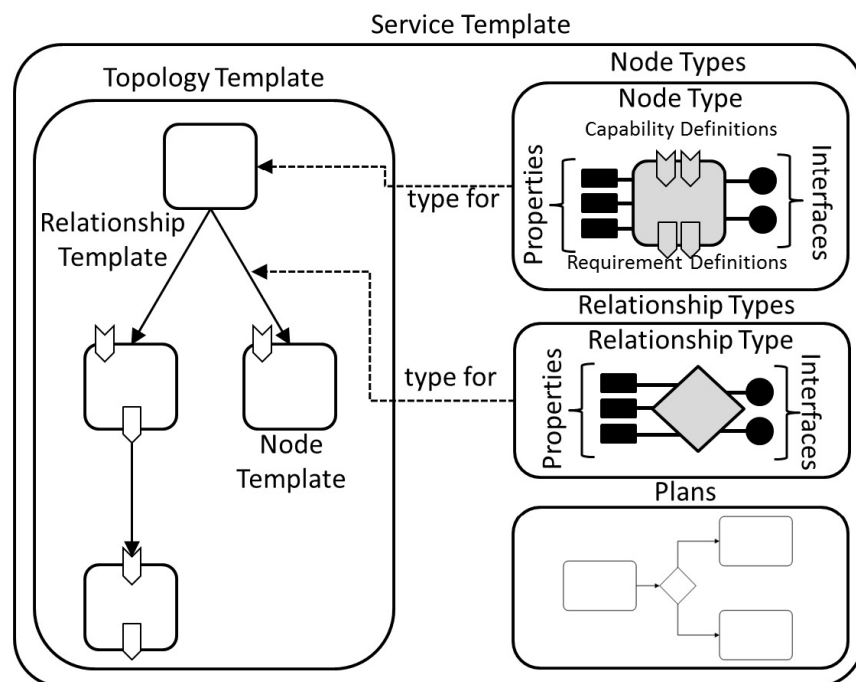 Service Template
Topology Template
Relationship
Template
Node
Template
type for
type for
Node Types
Node Type
Capability Definitions
Properties
Interfaces
Requirement Definitions
Relationship Types
Relationship Type
Properties
Interfaces
Plans